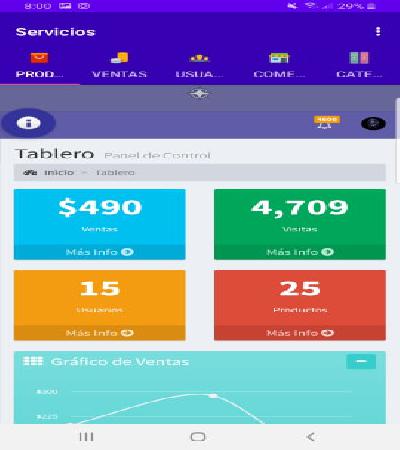 8:00 29%
Servicios
PROD... VENTAS USUA... COME... CATE...
Tablero Panel de Control
Inicio - Tablero
$490 4,709
Ventas Visitas
Más Info Más Info
15 25
Usuarios Productos
Más Info Más Info
Gráfico de Ventas
$300
$225